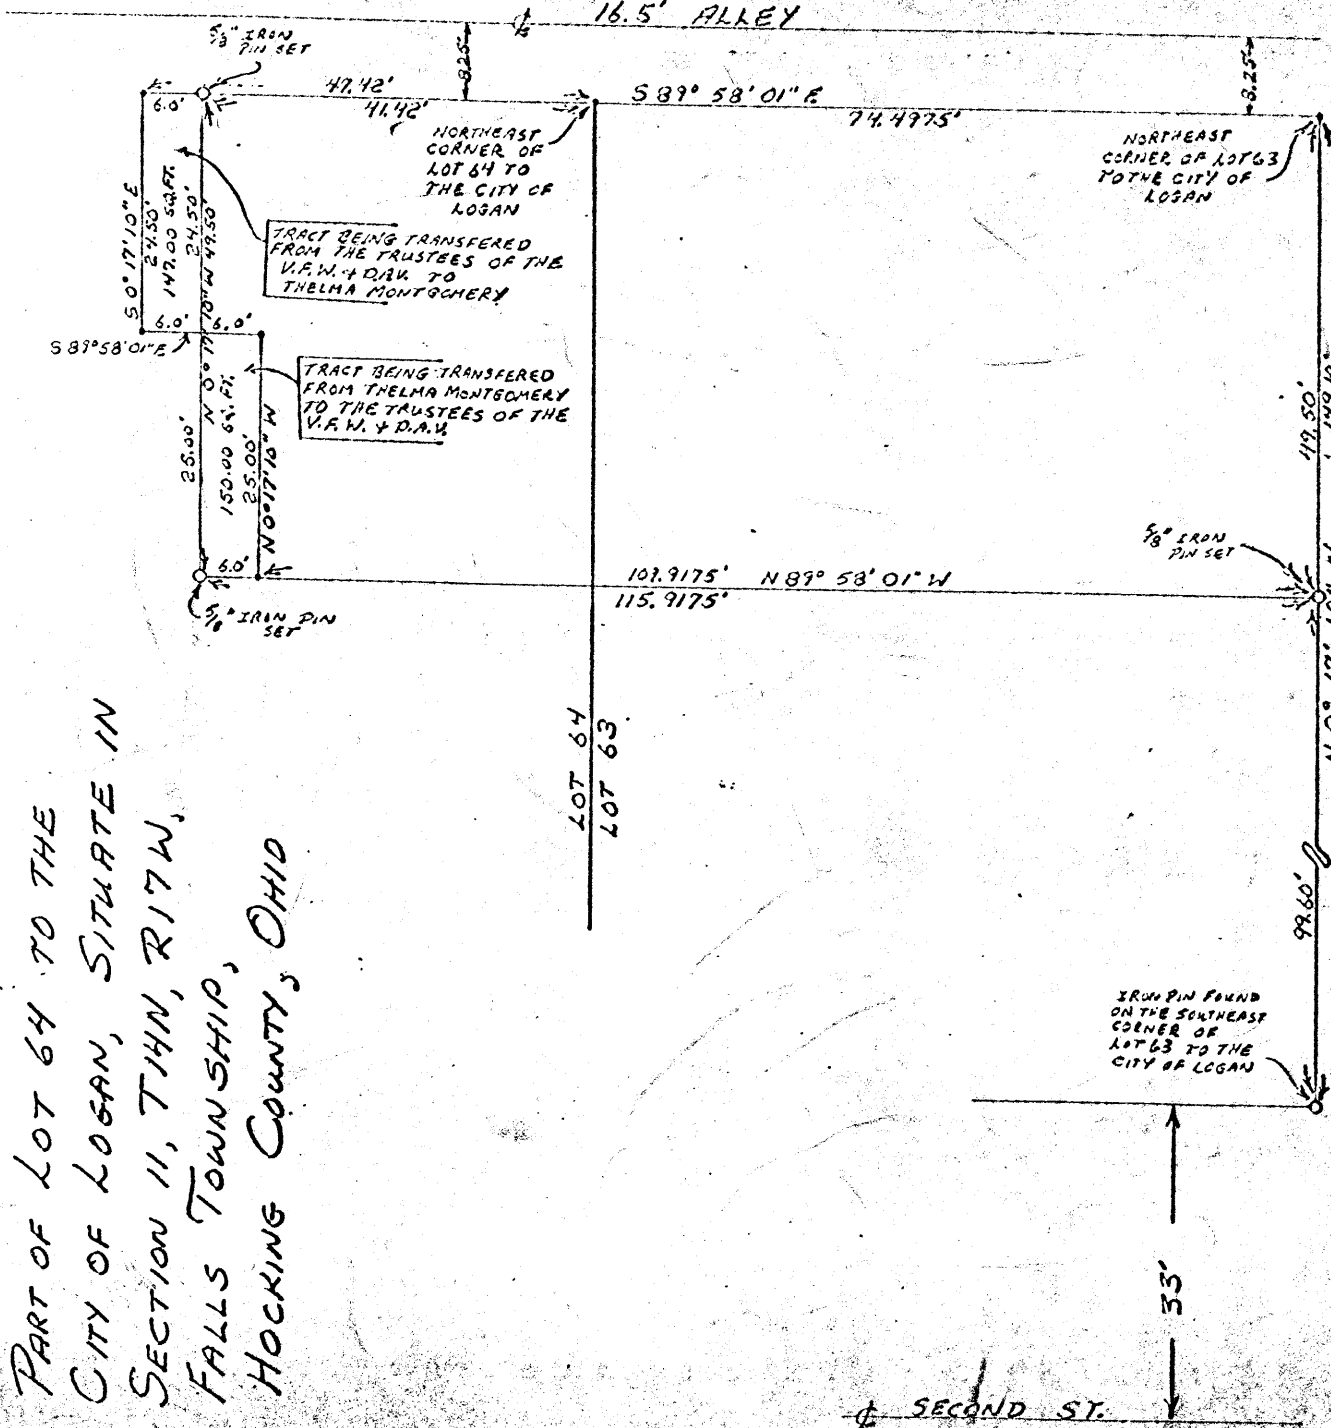 16.5' ALLEY
5/8" IRON
PIN SET
8.25'
8.25'
6.0'
47.42'
41.42'
S 89° 58' 01" E
74.4975'
NORTHEAST
CORNER OF
LOT 64 TO
THE CITY OF
LOGAN
NORTHEAST
CORNER OF LOT 63
TO THE CITY OF
LOGAN
S 0° 17' 10" E
24.50'
147.00 SQ.FT.
24.50'
N 0° 17' 10" W 49.50'
TRACT BEING TRANSFERED
FROM THE TRUSTEES OF THE
V.F.W. + D.A.V. TO
THELMA MONTGOMERY
6.0'
6.0'
S 89° 58' 01" E
TRACT BEING TRANSFERED
FROM THELMA MONTGOMERY
TO THE TRUSTEES OF THE
V.F.W. + D.A.V.
25.00'
150.00 SQ. FT.
25.00'
N 0° 17' 10" W
49.50'
5/8" IRON
PIN SET
6.0'
109.9175' N 89° 58' 01" W
115.9175'
5/8" IRON PIN
SET
LOT 64
LOT 63
99.60'
IRON PIN FOUND
ON THE SOUTHEAST
CORNER OF
LOT 63 TO THE
CITY OF LOGAN
33'
SECOND ST.
PART OF LOT 64 TO THE
CITY OF LOGAN, SITUATE IN
SECTION 11, T14N, R17W,
FALLS TOWNSHIP,
HOCKING COUNTY, OHIO